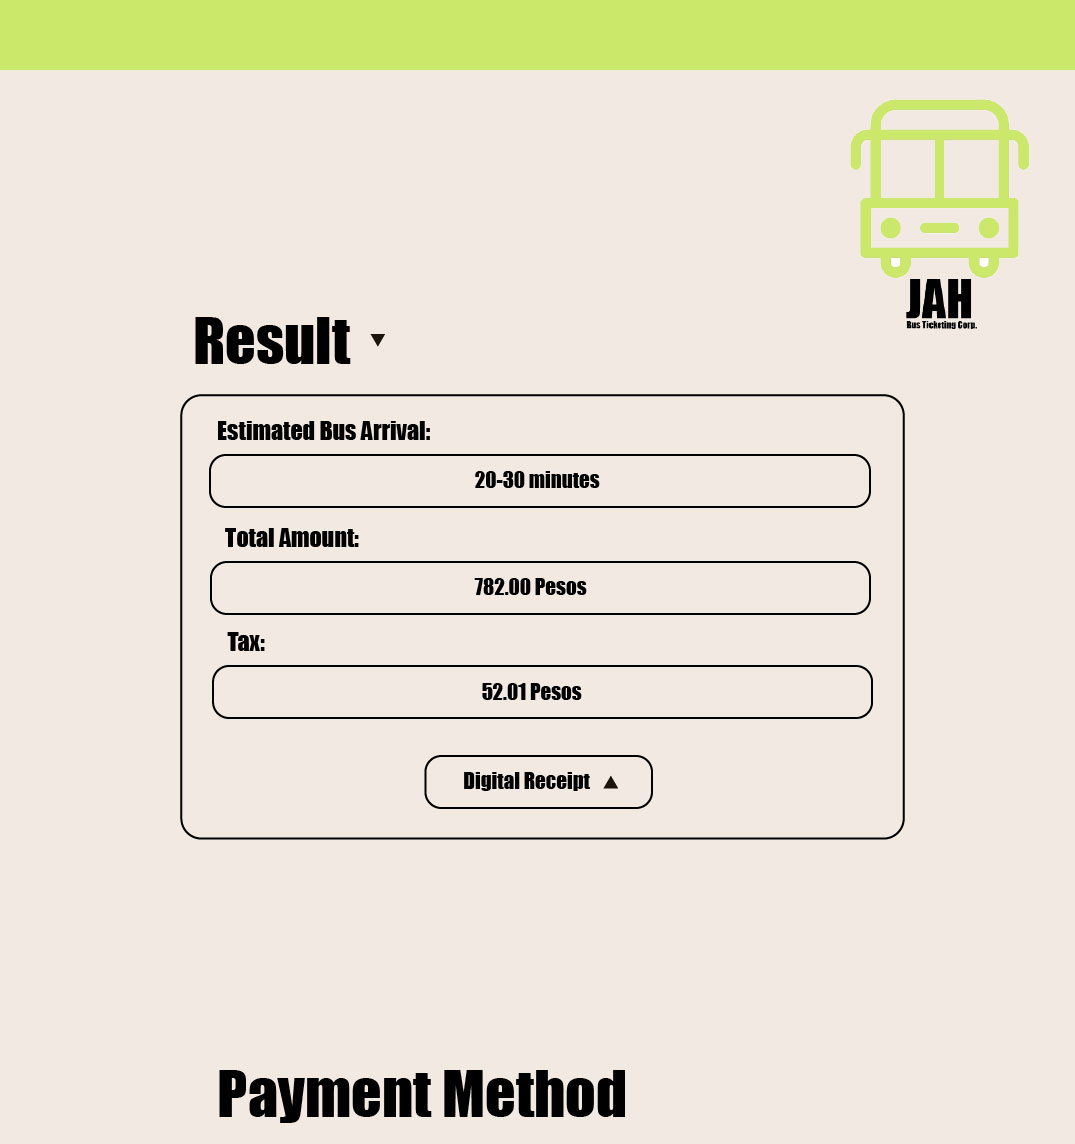 JAH
Bus Ticketing Corp.
Result
Estimated Bus Arrival:
20-30 minutes
Total Amount:
782.00 Pesos
Tax:
52.01 Pesos
Digital Receipt
Payment Method